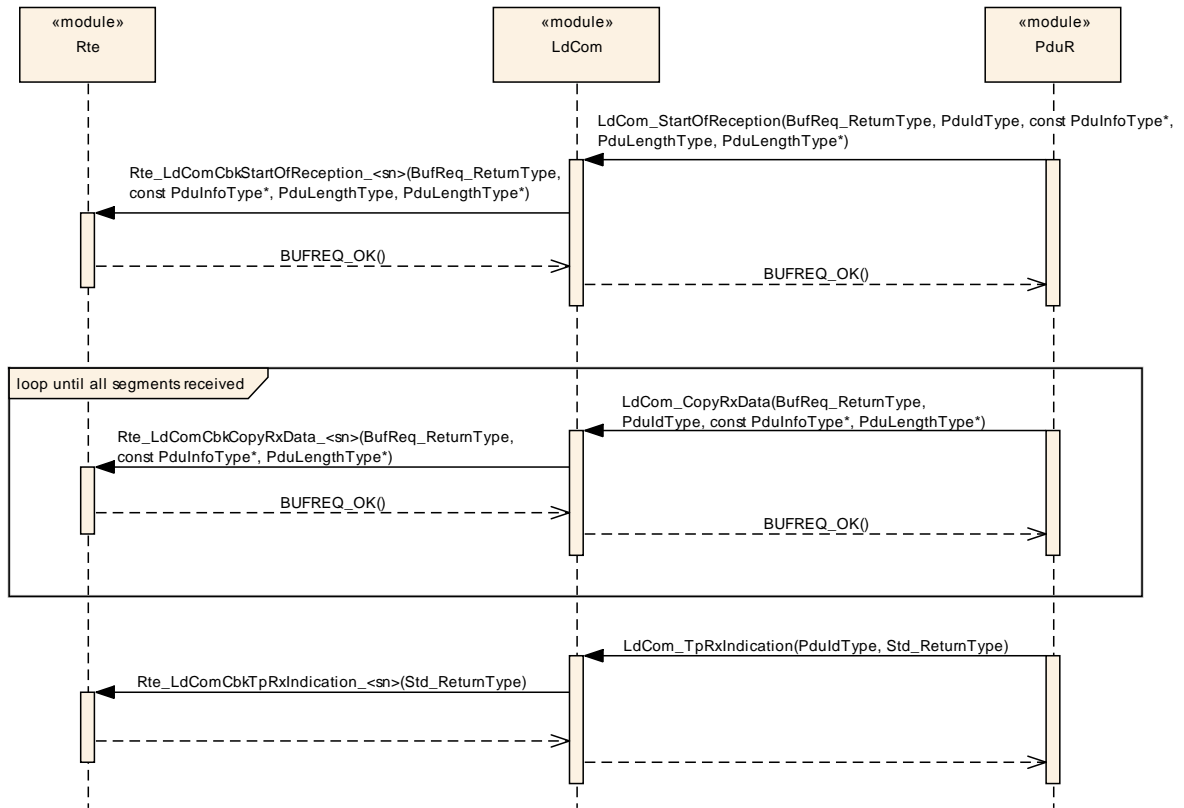 «module»
Rte
«module»
LdCom
«module»
PduR
LdCom_StartOfReception(BufReq_ReturnType, PduIdType, const PduInfoType*,
PduLengthType, PduLengthType*)
Rte_LdComCbkStartOfReception_<sn>(BufReq_ReturnType,
const PduInfoType*, PduLengthType, PduLengthType*)
BUFREQ_OK()
BUFREQ_OK()
loop until all segments received
LdCom_CopyRxData(BufReq_ReturnType,
PduIdType, const PduInfoType*, PduLengthType*)
Rte_LdComCbkCopyRxData_<sn>(BufReq_ReturnType,
const PduInfoType*, PduLengthType*)
BUFREQ_OK()
BUFREQ_OK()
LdCom_TpRxIndication(PduIdType, Std_ReturnType)
Rte_LdComCbkTpRxIndication_<sn>(Std_ReturnType)